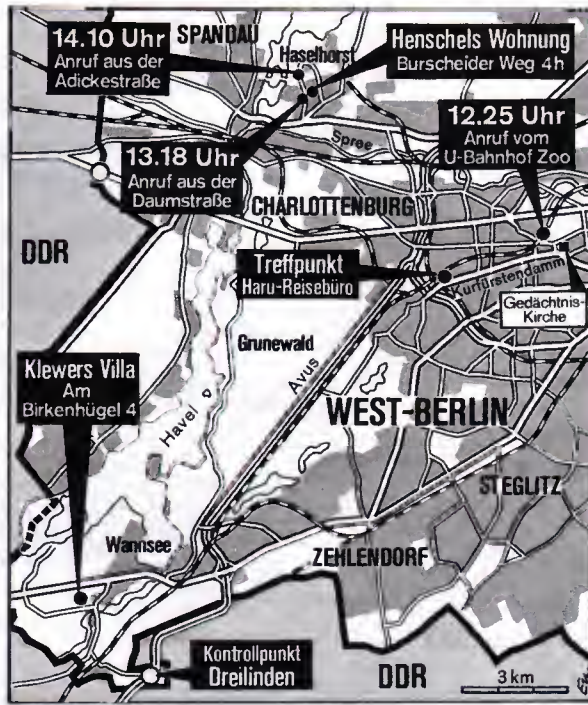 14.10 Uhr
Anruf aus der
Adickestraße
SPANDAU
Haselhorst
Henschels Wohnung
Burscheider Weg 4h
12.25 Uhr
Anruf vom
U-Bahnhof Zoo
Spree
13.18 Uhr
Anruf aus der
Daumstraße
CHARLOTTENBURG
DDR
Treffpunkt
Haru-Reisebüro
Kurfürstendamm
Gedächtnis-
Kirche
Grunewald
Klewers Villa
Am
Birkenhügel 4
Avus
Havel
WEST-BERLIN
STEGLITZ
Wannsee
ZEHLENDORF
Kontrollpunkt
Dreilinden
DDR
3 km